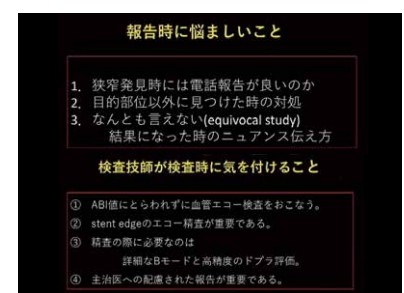 報告時に悩ましいこと
1. 狭窄発見時には電話報告が良いのか
2. 目的部位以外に見つけた時の対処
3. なんとも言えない(equivocal study)
結果になった時のニュアンス伝え方
検査技師が検査時に気を付けること
① ABI値にとらわれずに血管エコー検査をおこなう。
② stent edgeのエコー精査が重要である。
③ 精査の際に必要なのは
詳細なBモードと高精度のドプラ評価。
④ 主治医への配慮された報告が重要である。